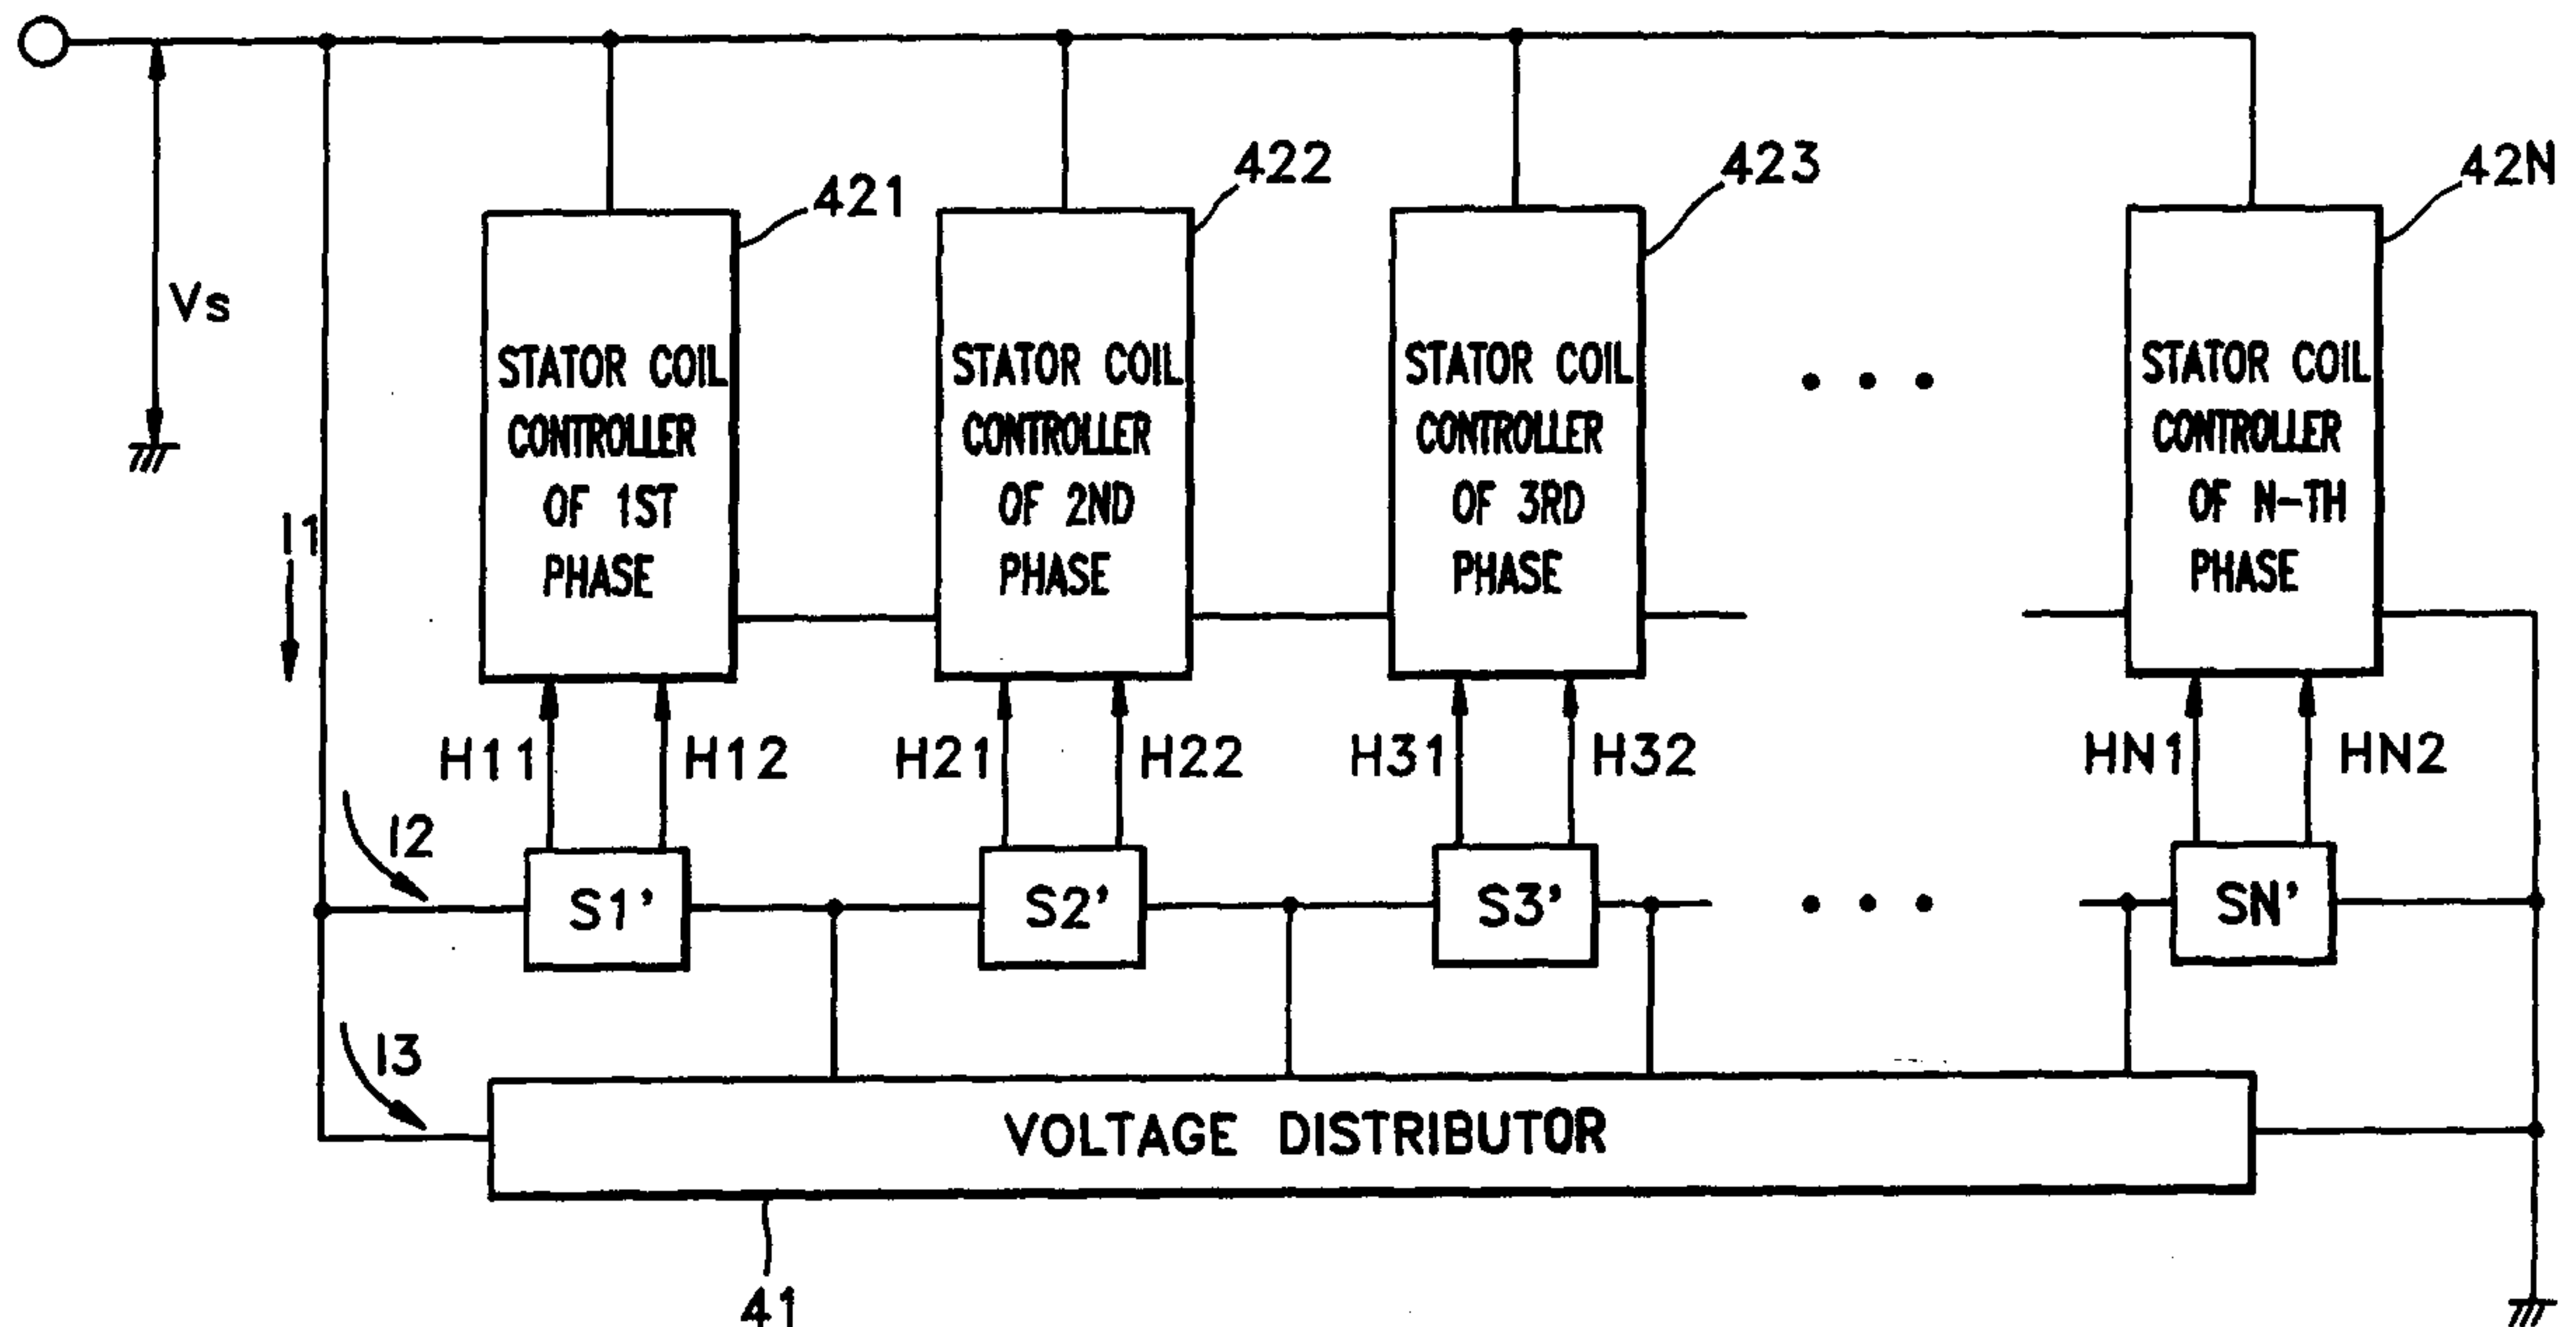 421
422
423
42N
Vs
STATOR COIL
CONTROLLER
OF 1ST
PHASE
STATOR COIL
CONTROLLER
OF 2ND
PHASE
STATOR COIL
CONTROLLER
OF 3RD
PHASE
STATOR COIL
CONTROLLER
OF N-TH
PHASE
I1
H11
H12
H21
H22
H31
H32
HN1
HN2
I2
S1'
S2'
S3'
SN'
I3
VOLTAGE DISTRIBUTOR
41